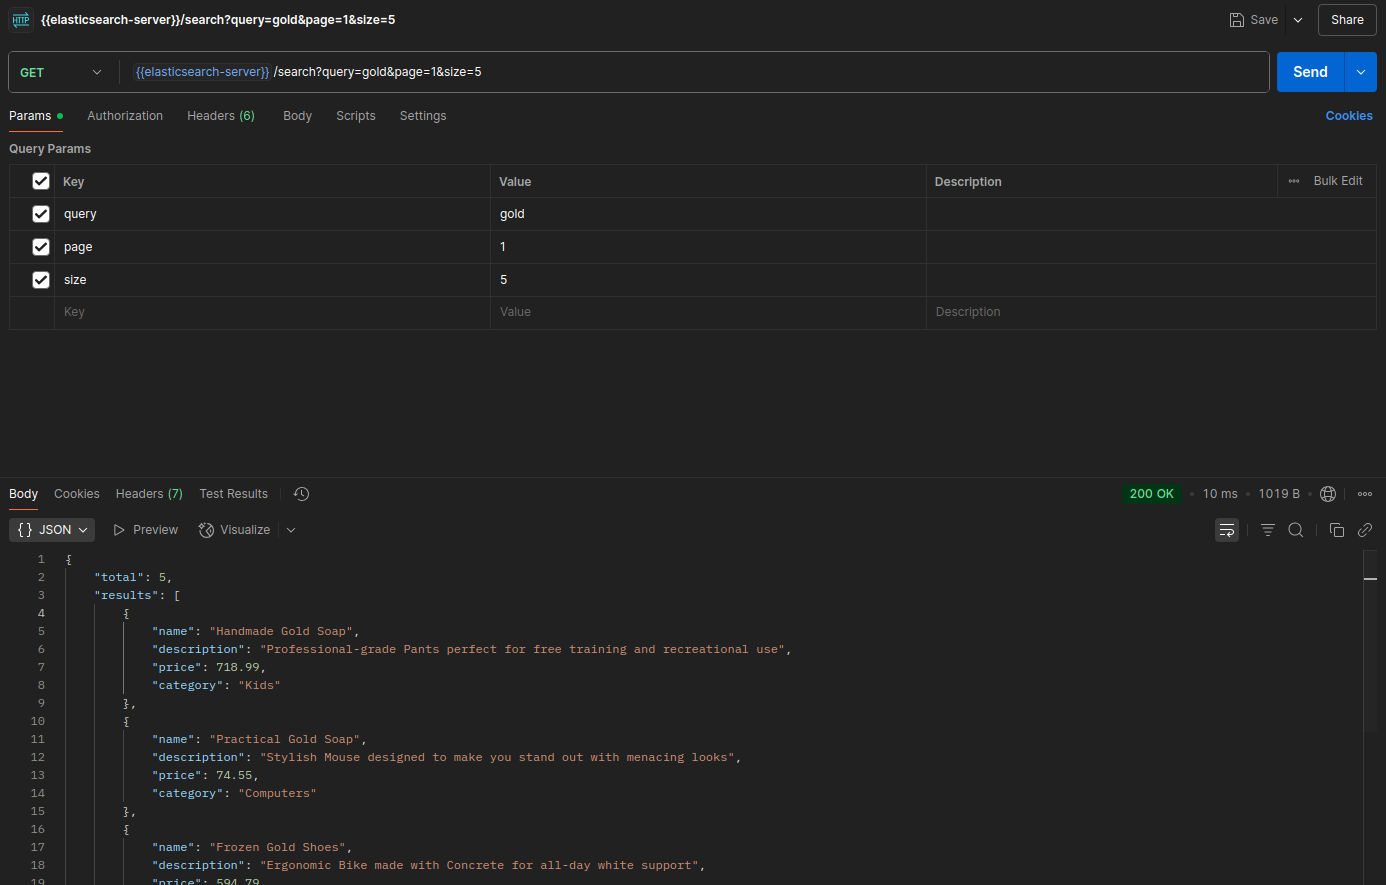 HTTP {{elasticsearch-server}}/search?query=gold&page=1&size=5 Save Share
GET {{elasticsearch-server}} /search?query=gold&page=1&size=5 Send
Params Authorization Headers (6) Body Scripts Settings Cookies
Query Params
Key Value Description Bulk Edit
query gold
page 1
size 5
Key Value Description
Body Cookies Headers (7) Test Results 200 OK • 10 ms • 1019 B •
{} JSON Preview Visualize
1 {
2 "total": 5,
3 "results": [
4 {
5 "name": "Handmade Gold Soap",
6 "description": "Professional-grade Pants perfect for free training and recreational use",
7 "price": 718.99,
8 "category": "Kids"
9 },
10 {
11 "name": "Practical Gold Soap",
12 "description": "Stylish Mouse designed to make you stand out with menacing looks",
13 "price": 74.55,
14 "category": "Computers"
15 },
16 {
17 "name": "Frozen Gold Shoes",
18 "description": "Ergonomic Bike made with Concrete for all-day white support",
19 "price": 594.79,